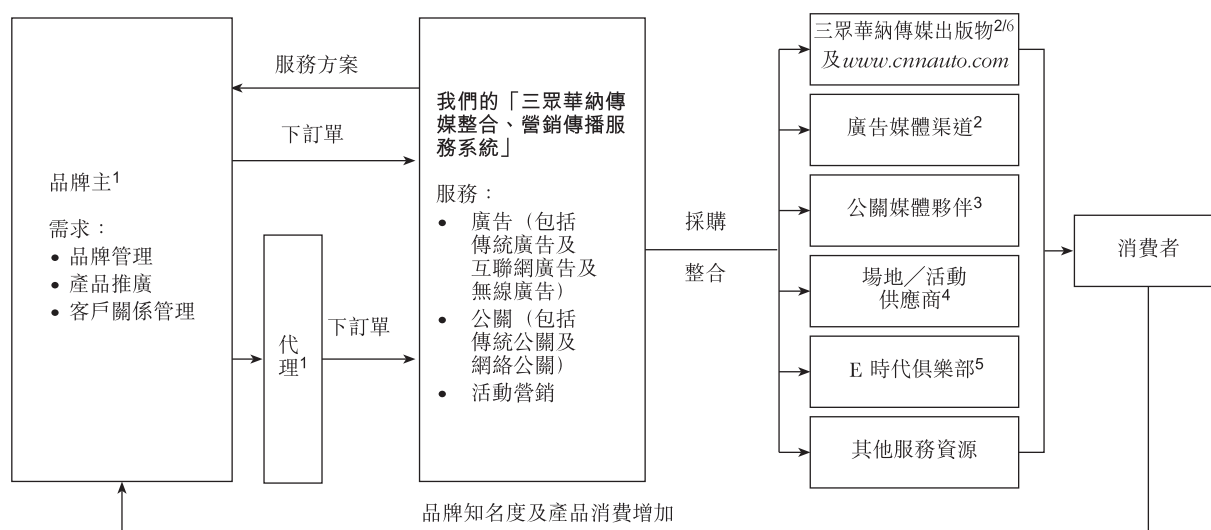 服務方案
下訂單
品牌主1
需求：
• 品牌管理
• 產品推廣
• 客戶關係管理
代
理1
下訂單
我們的「三眾華納傳
媒整合、營銷傳播服
務系統」
服務：
• 廣告（包括
傳統廣告及
互聯網廣告及
無線廣告）
• 公關（包括
傳統公關及
網絡公關）
• 活動營銷
採購
整合
三眾華納傳媒出版物2/6
及www.cnnauto.com
廣告媒體渠道2
公關媒體夥伴3
場地／活動
供應商4
E 時代俱樂部5
其他服務資源
消費者
品牌知名度及產品消費增加